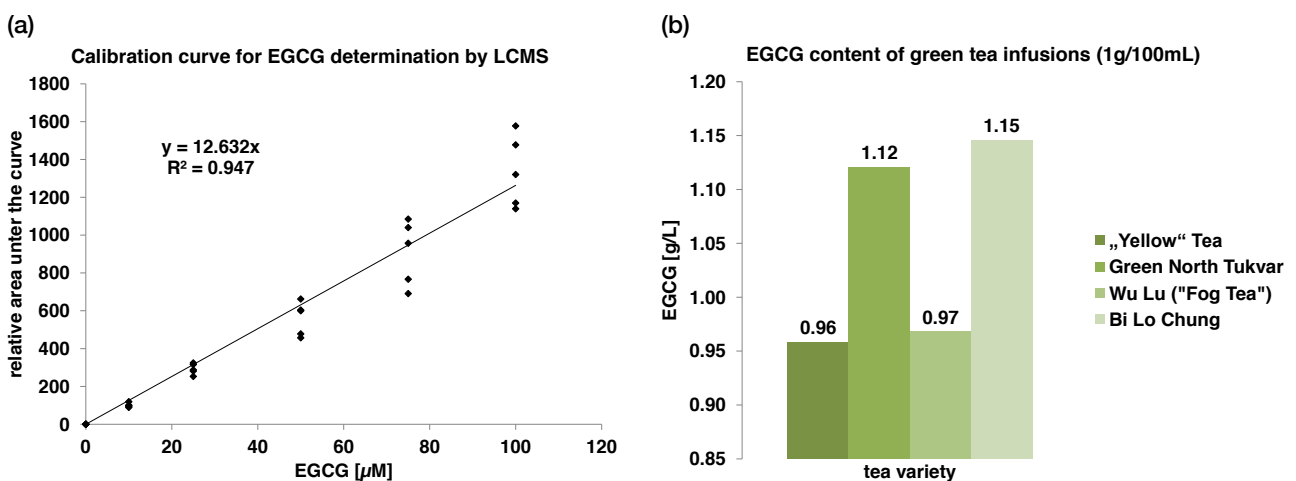 (a)
Calibration curve for EGCG determination by LCMS
1800
1600
1400
1200
1000
800
600
400
200
0
y = 12.632x
R² = 0.947
relative area unter the curve
0 20 40 60 80 100 120
EGCG [µM]
(b)
EGCG content of green tea infusions (1g/100mL)
1.20
1.15
1.10
1.05
1.00
0.95
0.90
0.85
EGCG [g/L]
0.96
1.12
0.97
1.15
tea variety
„Yellow“ Tea
Green North Tukvar
Wu Lu ("Fog Tea")
Bi Lo Chung